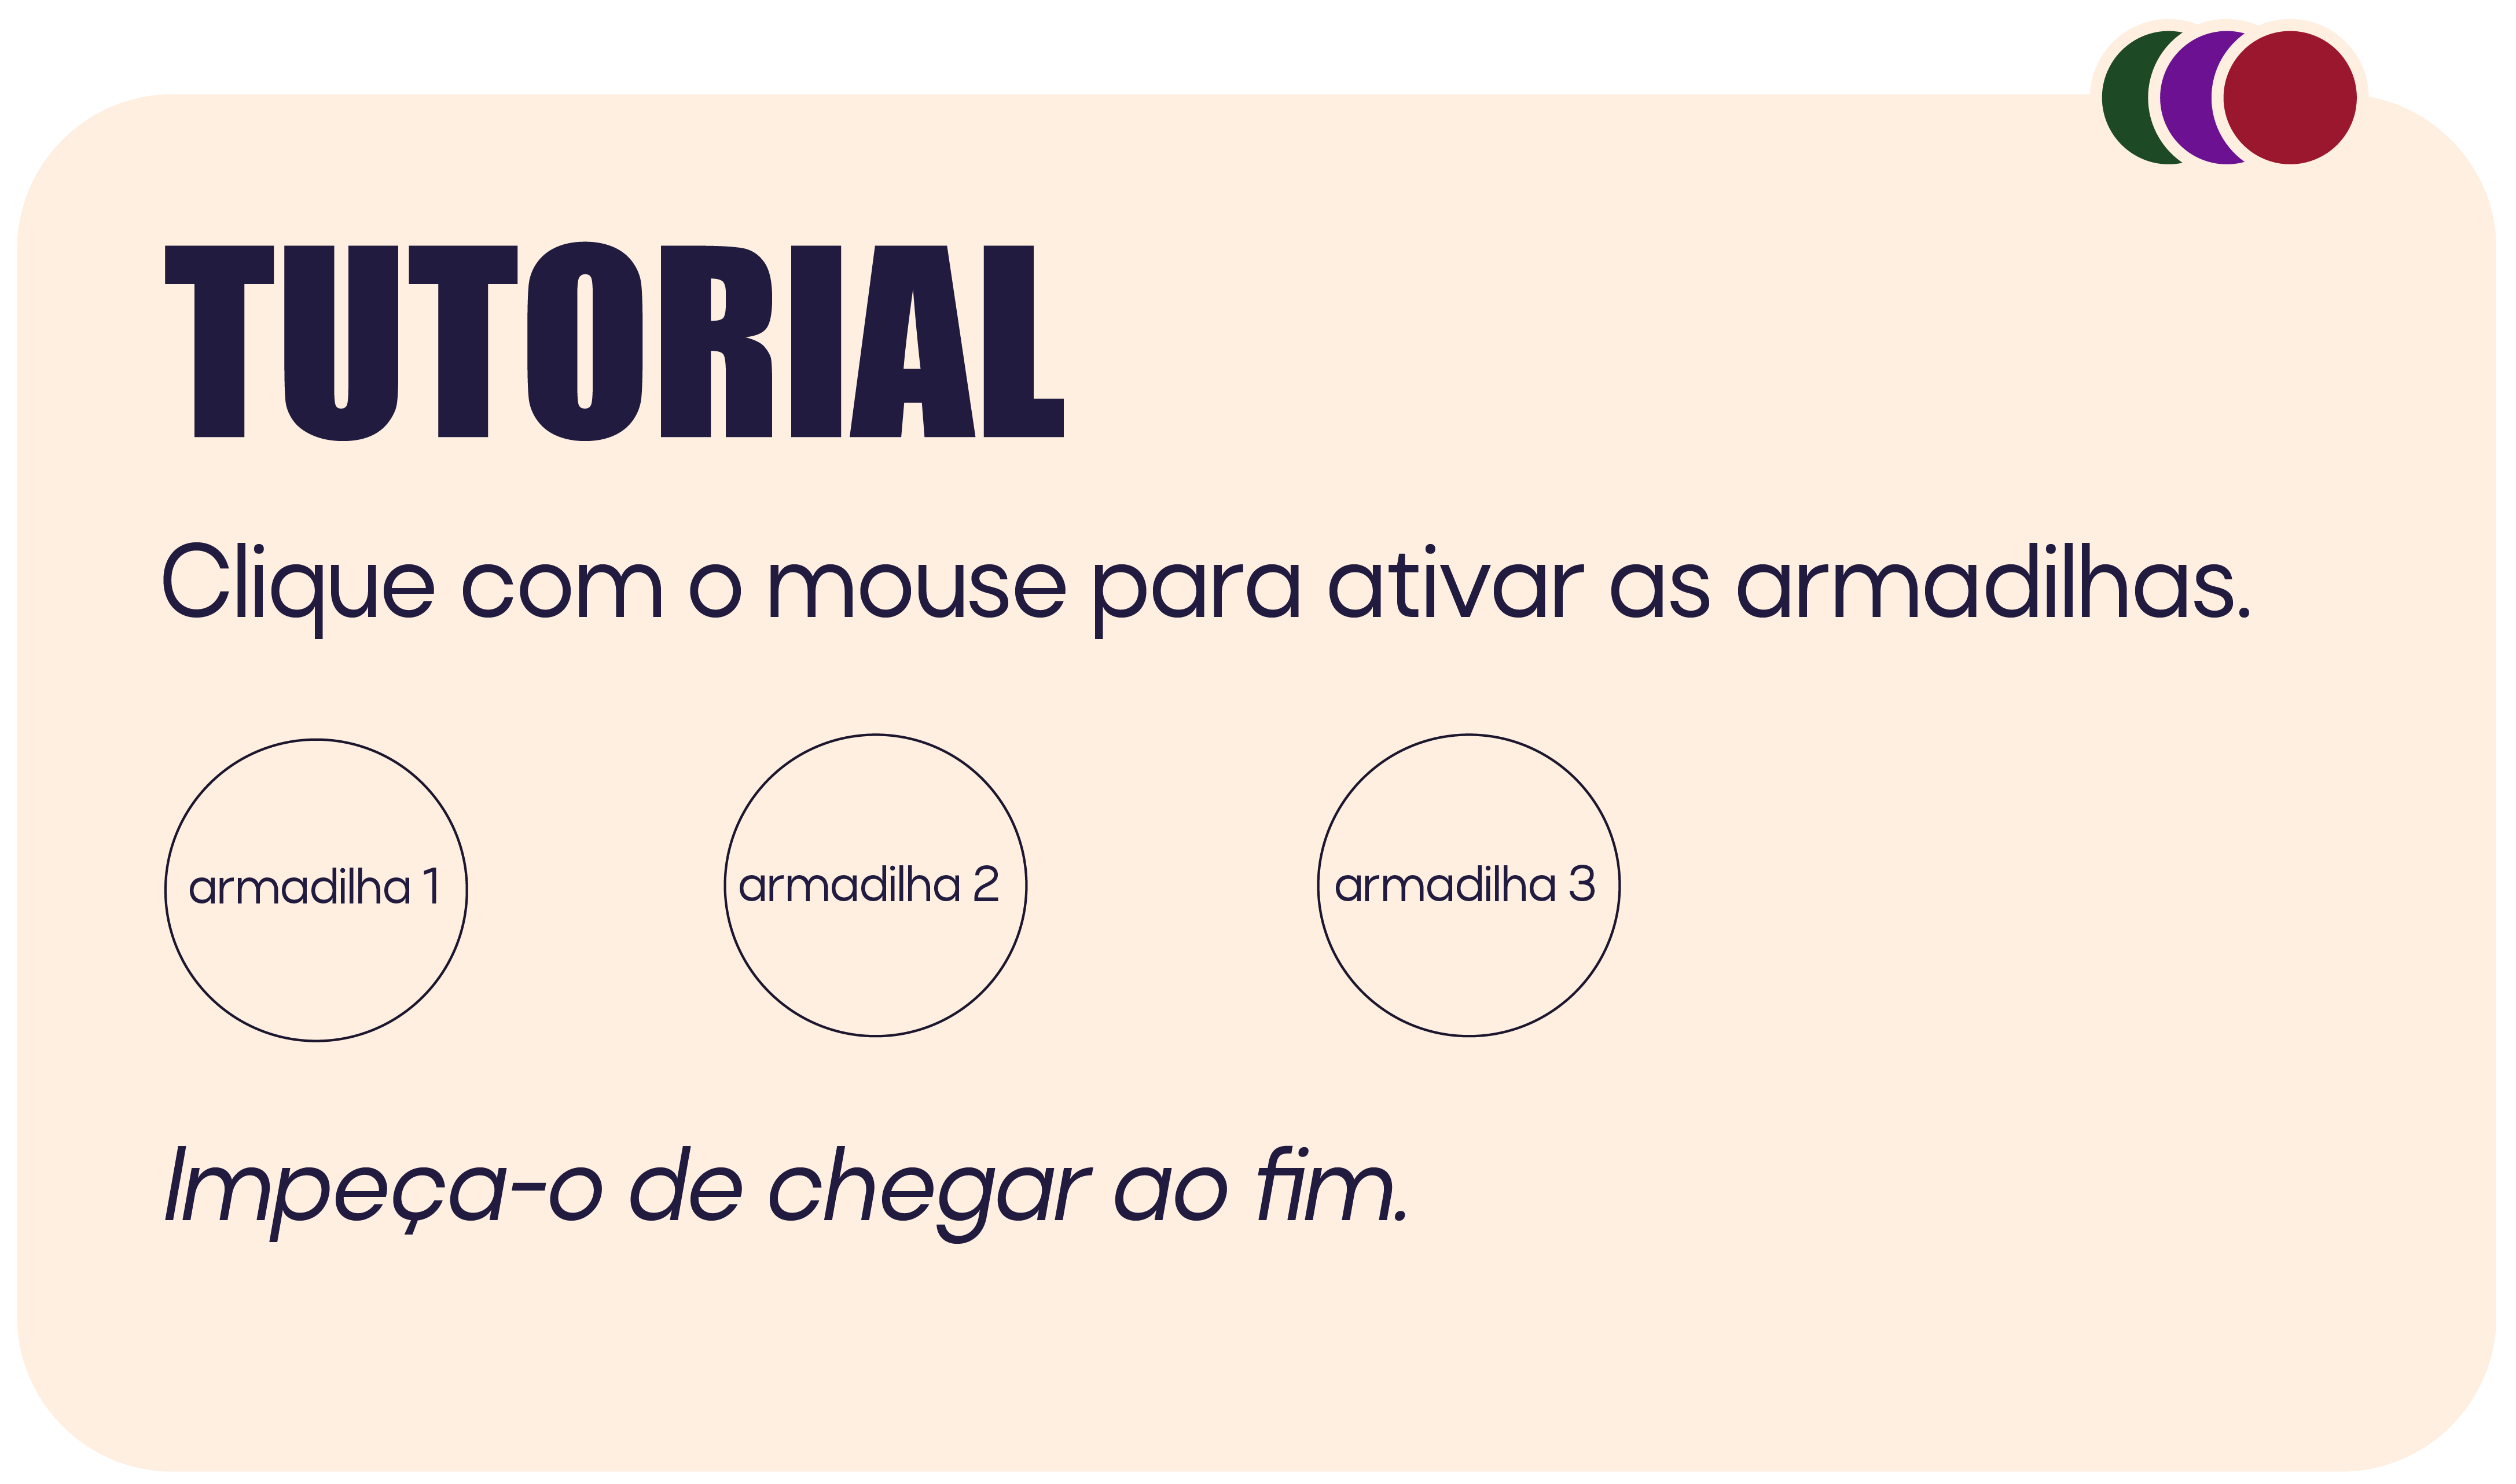 TUTORIAL
Clique com o mouse para ativar as armadilhas.
armadilha 1
armadilha 2
armadilha 3
Impeça-o de chegar ao fim.